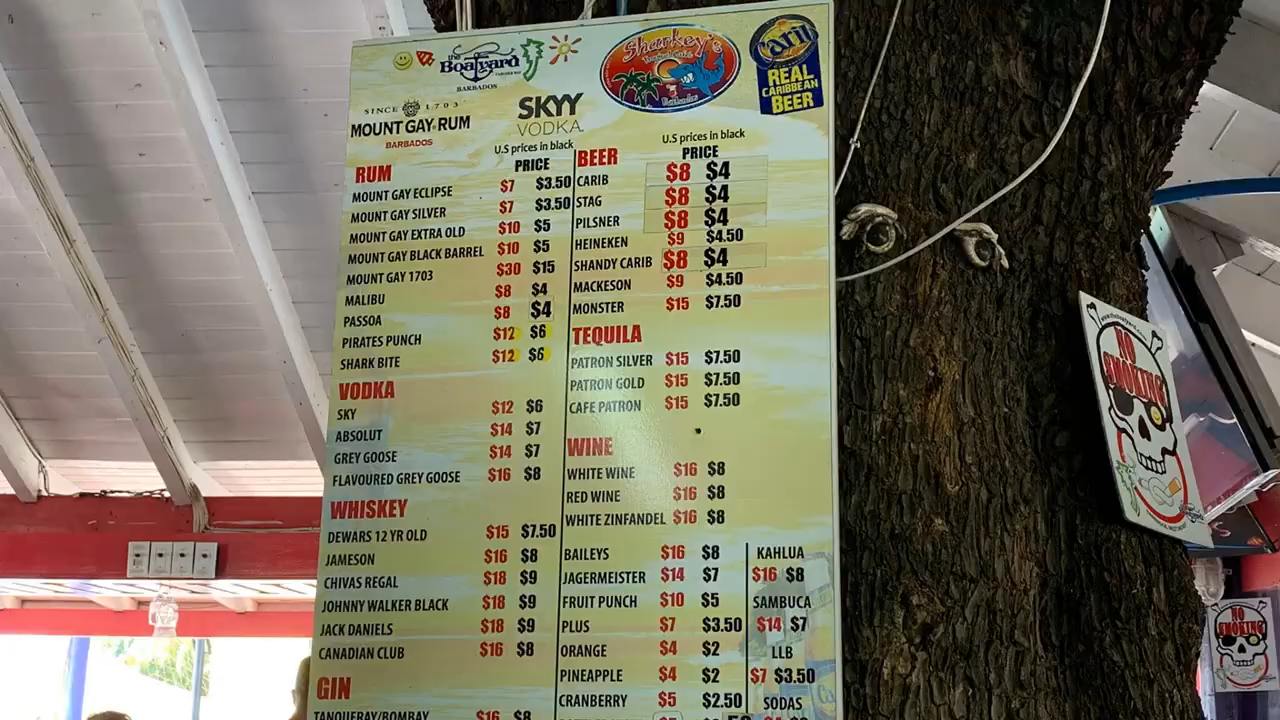 the
Boatyard
BARBADOS
Sharkey's
Tropical Cafe
Barbados
Carib
REAL
CARIBBEAN
BEER
SINCE 1703
MOUNT GAY RUM
BARBADOS
SKYY
VODKA
U.S prices in black
PRICE
RUM
MOUNT GAY ECLIPSE $7 $3.50
MOUNT GAY SILVER $7 $3.50
MOUNT GAY EXTRA OLD $10 $5
MOUNT GAY BLACK BARREL $10 $5
MOUNT GAY 1703 $30 $15
MALIBU $8 $4
PASSOA $8 $4
PIRATES PUNCH $12 $6
SHARK BITE $12 $6
VODKA
SKY $12 $6
ABSOLUT $14 $7
GREY GOOSE $14 $7
FLAVOURED GREY GOOSE $16 $8
WHISKEY
DEWARS 12 YR OLD $15 $7.50
JAMESON $16 $8
CHIVAS REGAL $18 $9
JOHNNY WALKER BLACK $18 $9
JACK DANIELS $18 $9
CANADIAN CLUB $16 $8
GIN
TANQUERAY/BOMBAY $16 $8
U.S prices in black
BEER PRICE
CARIB $8 $4
STAG $8 $4
PILSNER $8 $4
HEINEKEN $9 $4.50
SHANDY CARIB $8 $4
MACKESON $9 $4.50
MONSTER $15 $7.50
TEQUILA
PATRON SILVER $15 $7.50
PATRON GOLD $15 $7.50
CAFE PATRON $15 $7.50
WINE
WHITE WINE $16 $8
RED WINE $16 $8
WHITE ZINFANDEL $16 $8
BAILEYS $16 $8
JAGERMEISTER $14 $7
FRUIT PUNCH $10 $5
PLUS $7 $3.50
ORANGE $4 $2
PINEAPPLE $4 $2
CRANBERRY $5 $2.50
KAHLUA
$16 $8
SAMBUCA
$14 $7
LLB
$7 $3.50
SODAS
NO
SMOKING
NO
SMOKING